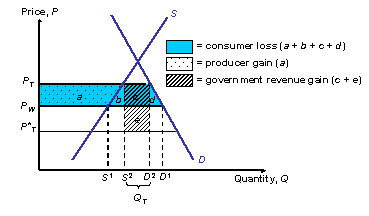 Price, P
S
= consumer loss (a + b + c + d)
= producer gain (a)
= government revenue gain (c + e)
P_T
a b c d
P_W
e
P*_T
D
S¹ S² D² D¹ Quantity, Q
Q_T